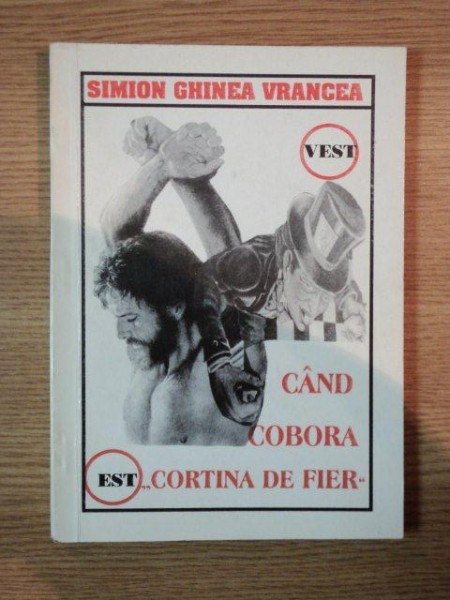 SIMION GHINEA VRANCEA
VEST
CÂND
COBORA
EST „CORTINA DE FIER“